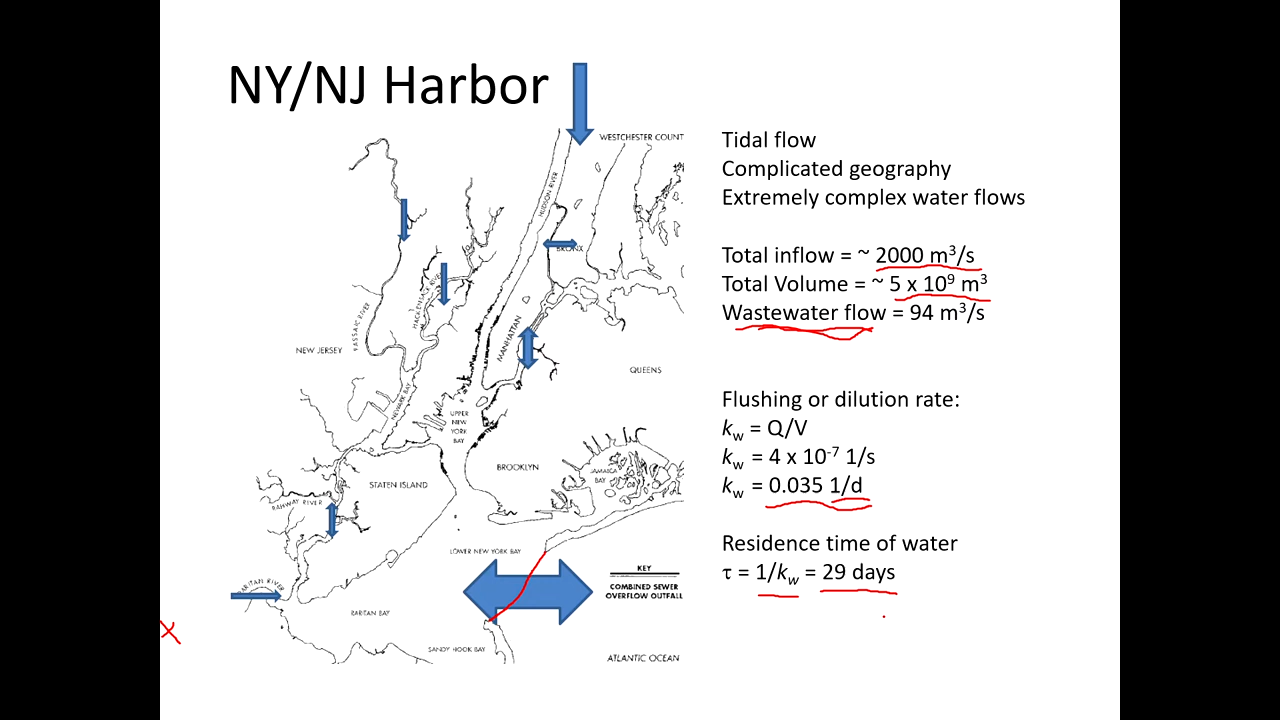 NY/NJ Harbor
Tidal flow
Complicated geography
Extremely complex water flows
Total inflow = ~ 2000 m³/s
Total Volume = ~ 5 x 10⁹ m³
Wastewater flow = 94 m³/s
Flushing or dilution rate:
kw = Q/V
kw = 4 x 10⁻⁷ 1/s
kw = 0.035 1/d
Residence time of water
τ = 1/kw = 29 days
WESTCHESTER COUNT
HUDSON RIVER
BRONX
HACKENSACK RIVER
PASSAIC RIVER
MANHATTAN
NEW JERSEY
QUEENS
NEWARK BAY
UPPER
NEW
YORK
BAY
BROOKLYN
JAMAICA
BAY
STATEN ISLAND
RAHWAY RIVER
LOWER NEW YORK BAY
KEY
COMBINED SEWER
OVERFLOW OUTFALL
RARITAN RIVER
RARITAN BAY
SANDY HOOK BAY
ATLANTIC OCEAN